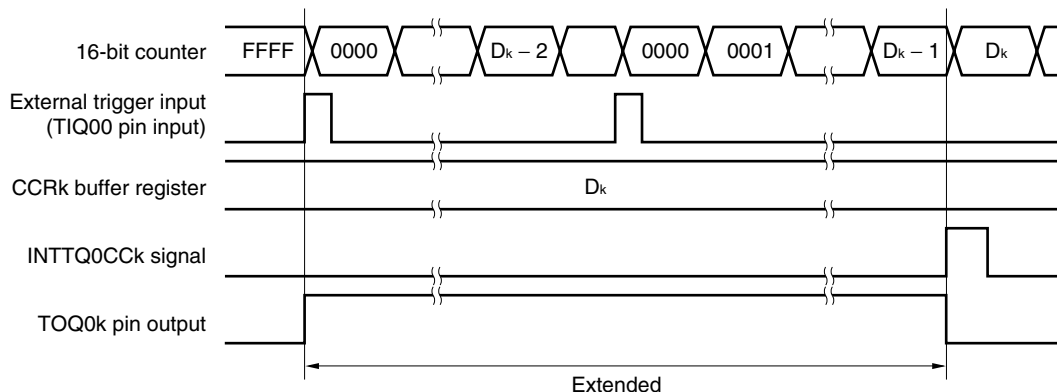 16-bit counter FFFF 0000 Dk − 2 0000 0001 Dk − 1 Dk
External trigger input
(TIQ00 pin input)
CCRk buffer register Dk
INTTQ0CCk signal
TOQ0k pin output
Extended